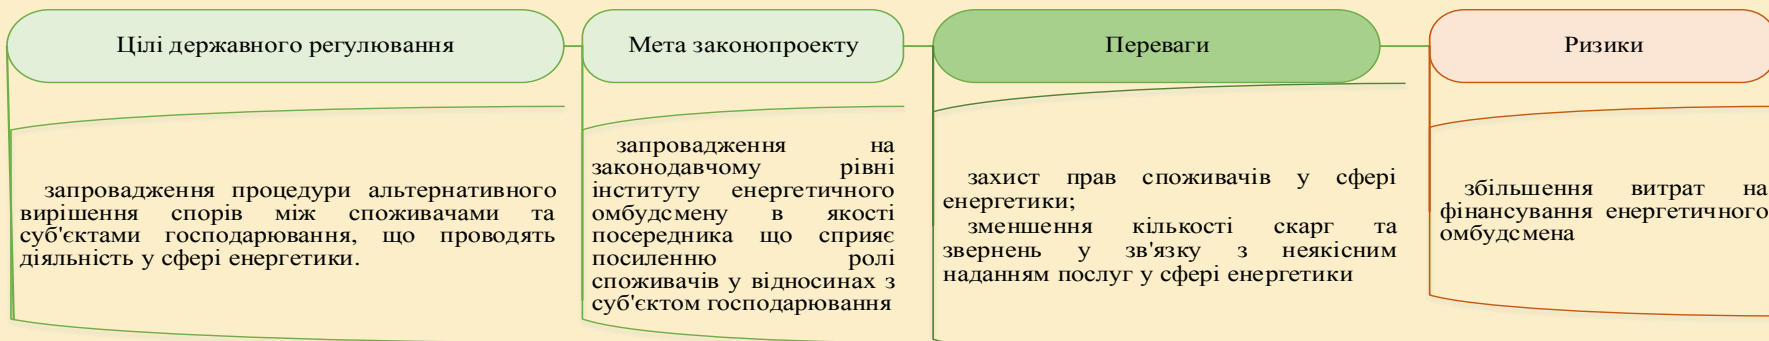 Цілі державного регулювання
запровадження процедури альтернативного
вирішення спорів між споживачами та
суб'єктами господарювання, що проводять
діяльність у сфері енергетики.
Мета законопроекту
запровадження на
законодавчому рівні
інституту енергетичного
омбудсмену в якості
посередника що сприяє
посиленню ролі
споживачів у відносинах з
суб'єктом господарювання
Переваги
захист прав споживачів у сфері
енергетики;
зменшення кількості скарг та
звернень у зв'язку з неякісним
наданням послуг у сфері енергетики
Ризики
збільшення витрат на
фінансування енергетичного
омбудсмена